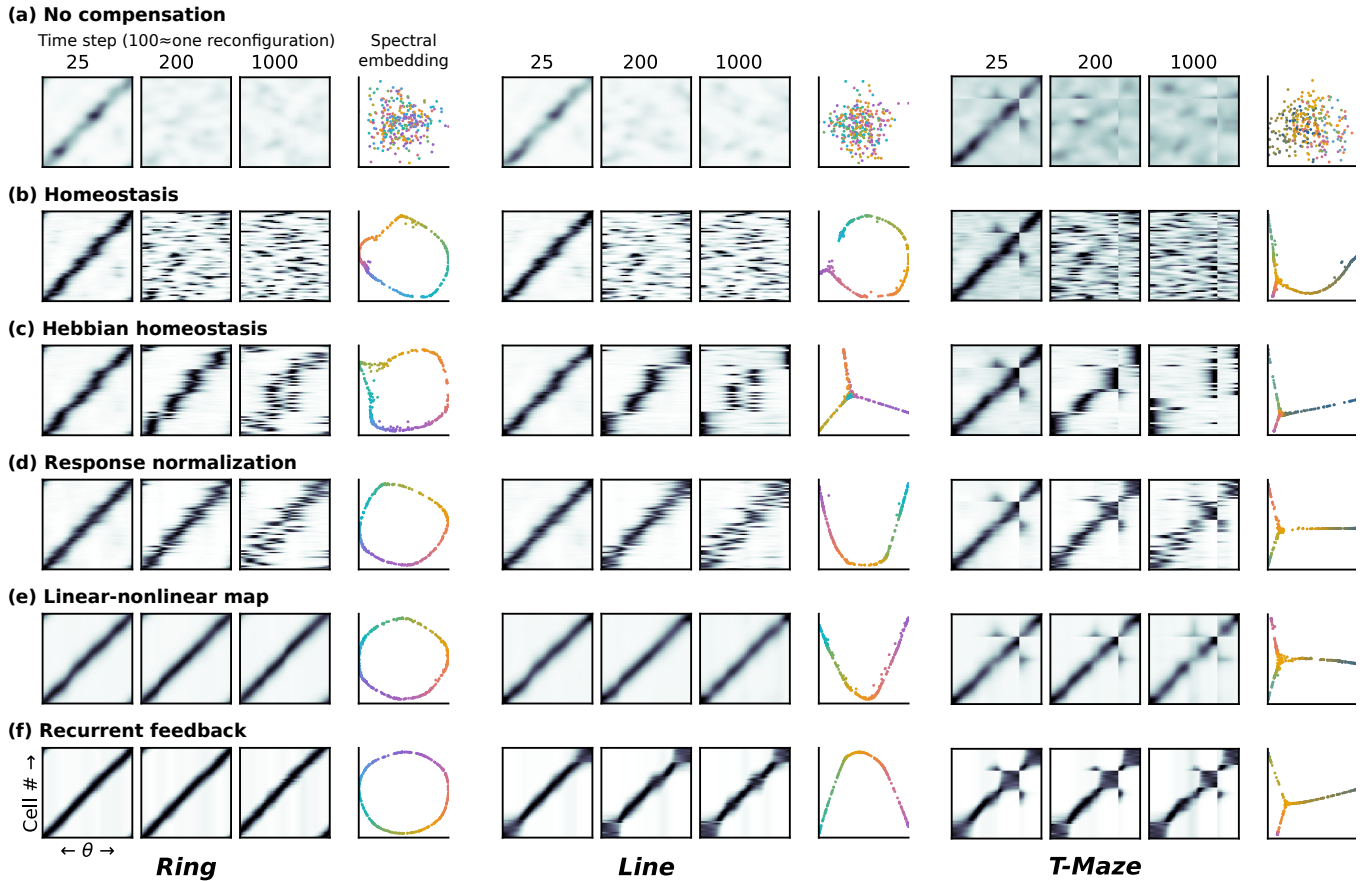 (a) No compensation
Time step (100≈one reconfiguration)
Spectral
embedding
25 200 1000
25 200 1000
25 200 1000
(b) Homeostasis
(c) Hebbian homeostasis
(d) Response normalization
(e) Linear-nonlinear map
(f) Recurrent feedback
Cell # →
← θ →
Ring
Line
T-Maze